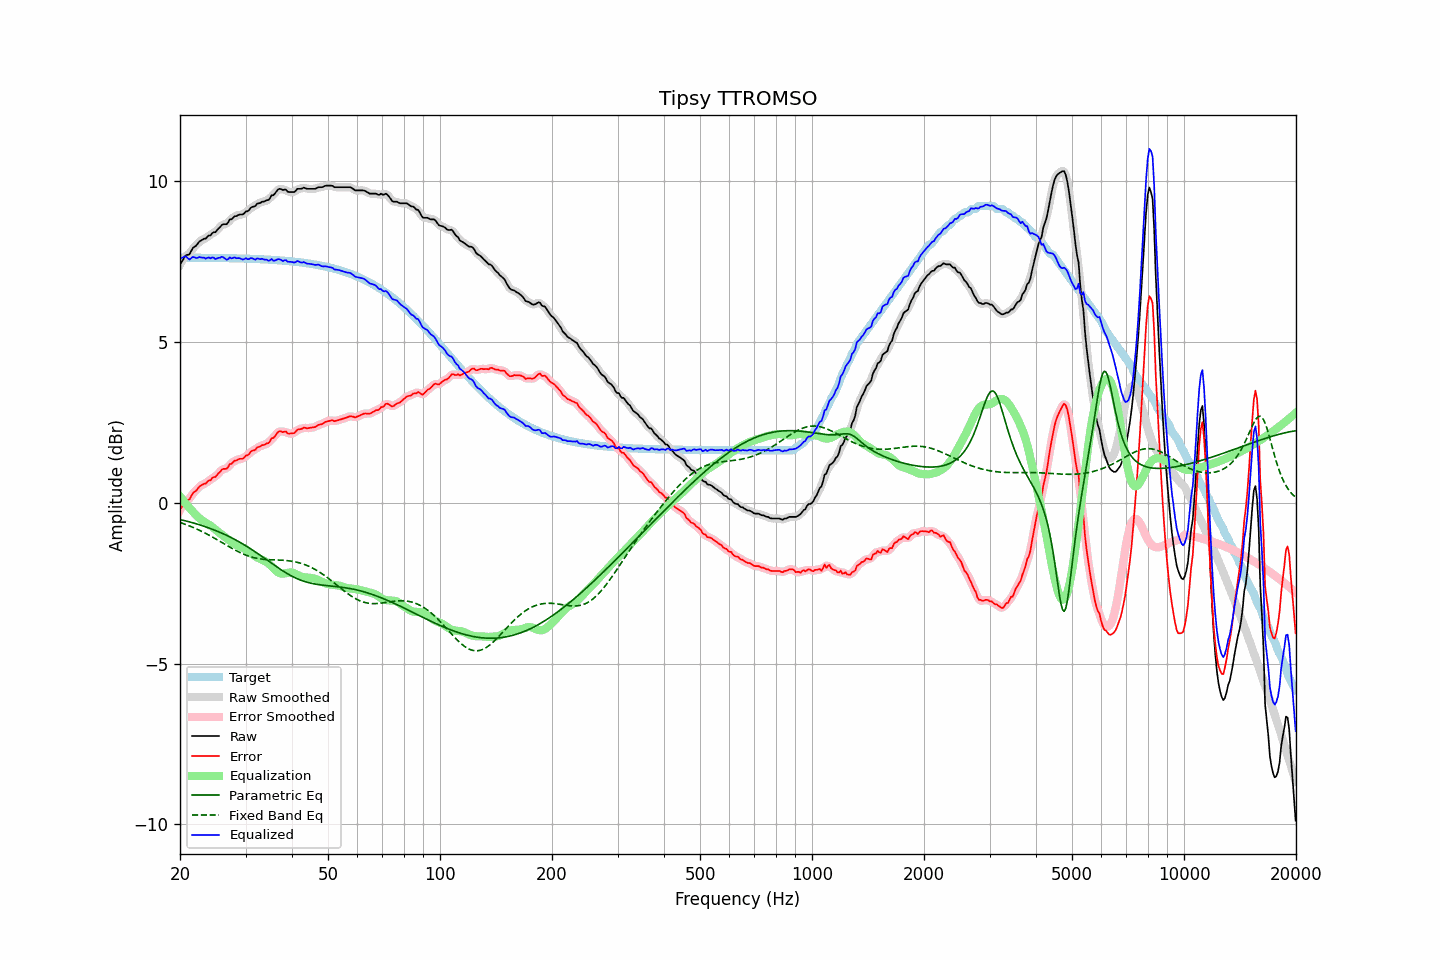 Tipsy TTROMSO
Amplitude (dBr)
10
5
0
−5
−10
Target
Raw Smoothed
Error Smoothed
Raw
Error
Equalization
Parametric Eq
Fixed Band Eq
Equalized
20 50 100 200 500 1000 2000 5000 10000 20000
Frequency (Hz)